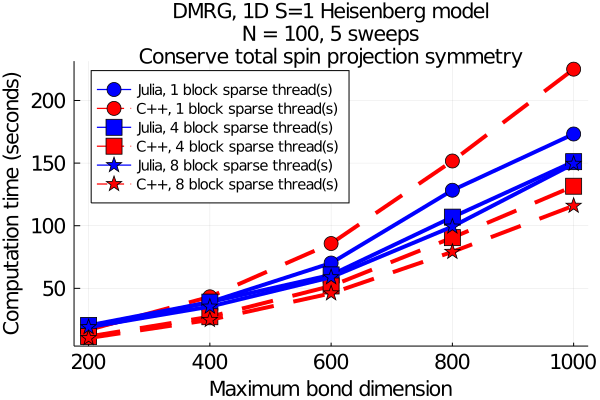 DMRG, 1D S=1 Heisenberg model
N = 100, 5 sweeps
Conserve total spin projection symmetry
Julia, 1 block sparse thread(s)
C++, 1 block sparse thread(s)
Julia, 4 block sparse thread(s)
C++, 4 block sparse thread(s)
Julia, 8 block sparse thread(s)
C++, 8 block sparse thread(s)
Computation time (seconds)
200
150
100
50
200 400 600 800 1000
Maximum bond dimension